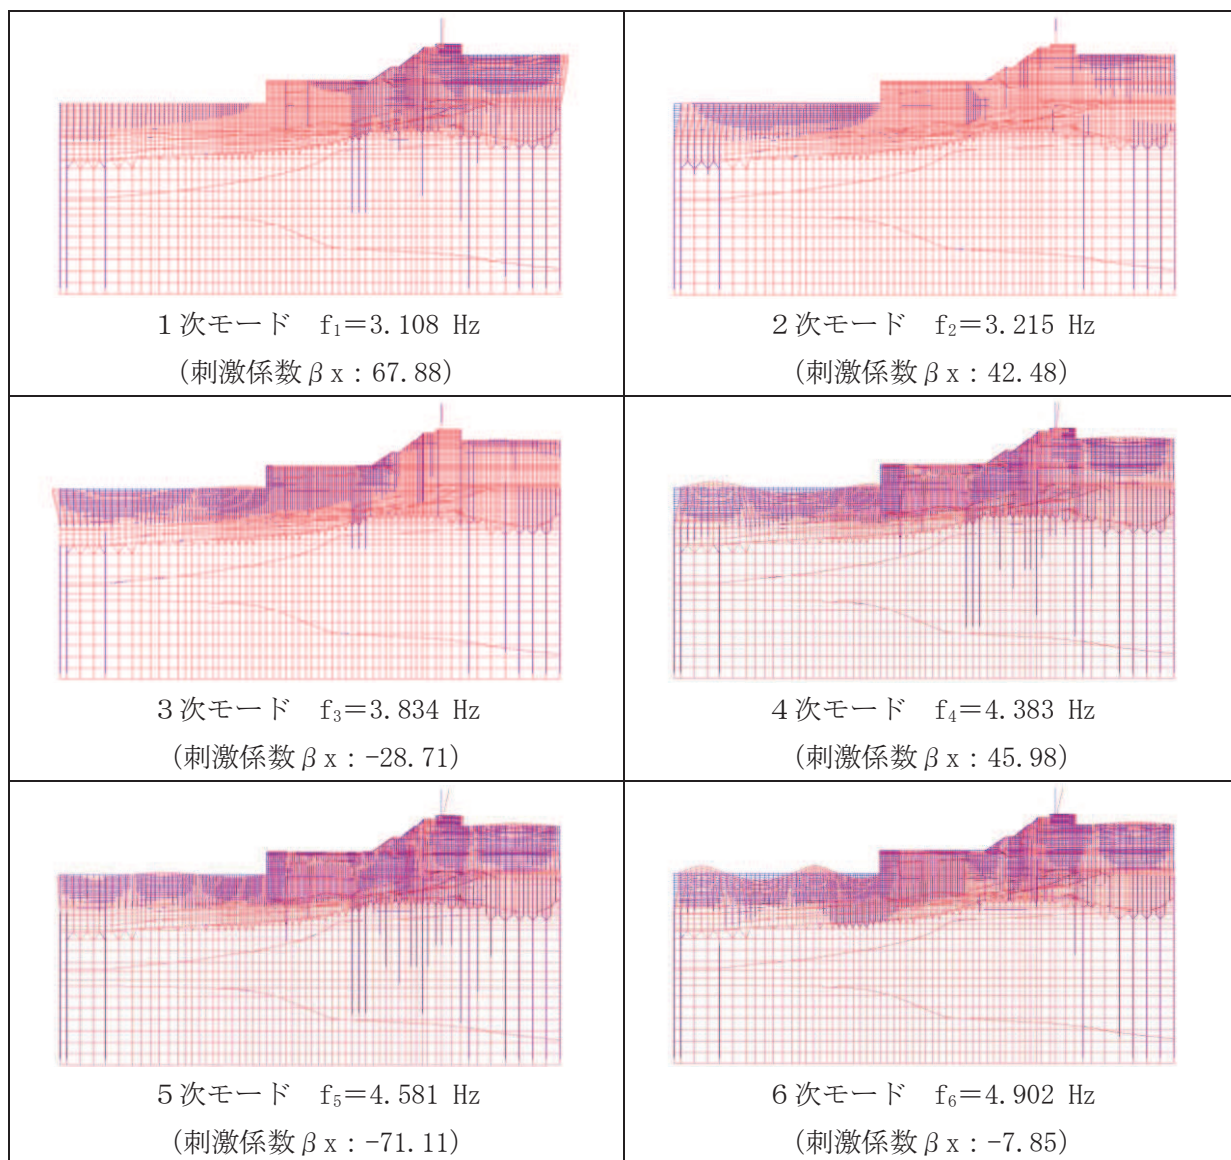 1次モード f₁=3.108 Hz
(刺激係数βx:67.88)
2次モード f₂=3.215 Hz
(刺激係数βx:42.48)
3次モード f₃=3.834 Hz
(刺激係数βx:-28.71)
4次モード f₄=4.383 Hz
(刺激係数βx:45.98)
5次モード f₅=4.581 Hz
(刺激係数βx:-71.11)
6次モード f₆=4.902 Hz
(刺激係数βx:-7.85)